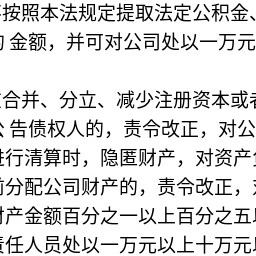 按照本法规定提取法定公积金、
金额，并可对公司处以一万元
合并、分立、减少注册资本或者
告债权人的，责令改正，对公
进行清算时，隐匿财产，对资产
前分配公司财产的，责令改正，
财产金额百分之一以上百分之五
责任人员处以一万元以上十万元